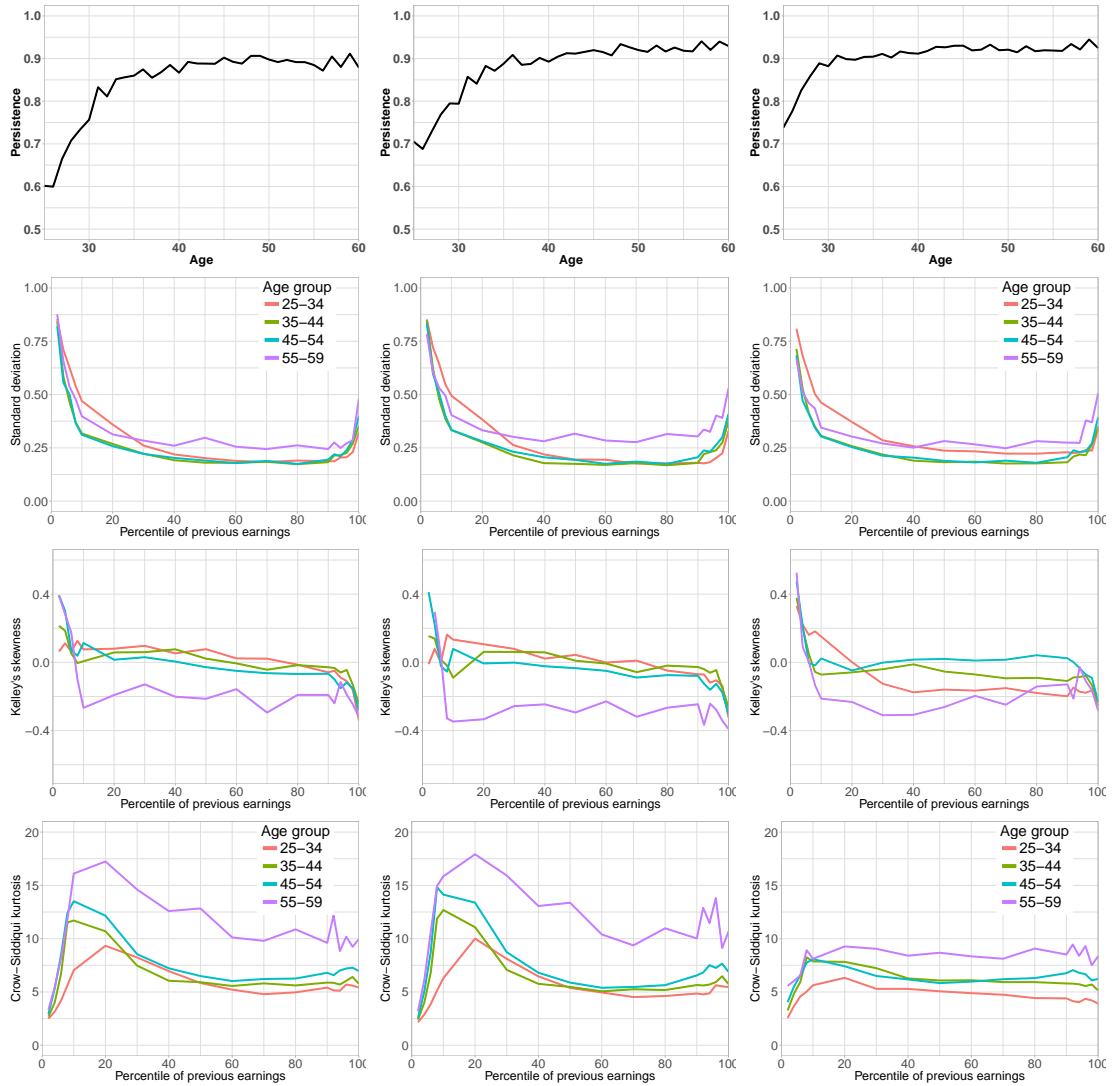 Persistence
1.0
0.9
0.8
0.7
0.6
0.5
30 40 50 60
Age
Persistence
1.0
0.9
0.8
0.7
0.6
0.5
30 40 50 60
Age
Persistence
1.0
0.9
0.8
0.7
0.6
0.5
30 40 50 60
Age
Standard deviation
1.00
0.75
0.50
0.25
0.00
Age group
25−34
35−44
45−54
55−59
0 20 40 60 80 100
Percentile of previous earnings
Standard deviation
1.00
0.75
0.50
0.25
0.00
0 20 40 60 80 100
Percentile of previous earnings
Standard deviation
1.00
0.75
0.50
0.25
0.00
Age group
25−34
35−44
45−54
55−59
0 20 40 60 80 100
Percentile of previous earnings
Kelley's skewness
0.4
0.0
−0.4
0 20 40 60 80 100
Percentile of previous earnings
Kelley's skewness
0.4
0.0
−0.4
0 20 40 60 80 100
Percentile of previous earnings
Kelley's skewness
0.4
0.0
−0.4
0 20 40 60 80 100
Percentile of previous earnings
Crow−Siddiqui kurtosis
20
15
10
5
0
Age group
25−34
35−44
45−54
55−59
0 20 40 60 80 100
Percentile of previous earnings
Crow−Siddiqui kurtosis
20
15
10
5
0
0 20 40 60 80 100
Percentile of previous earnings
Crow−Siddiqui kurtosis
20
15
10
5
0
Age group
25−34
35−44
45−54
55−59
0 20 40 60 80 100
Percentile of previous earnings